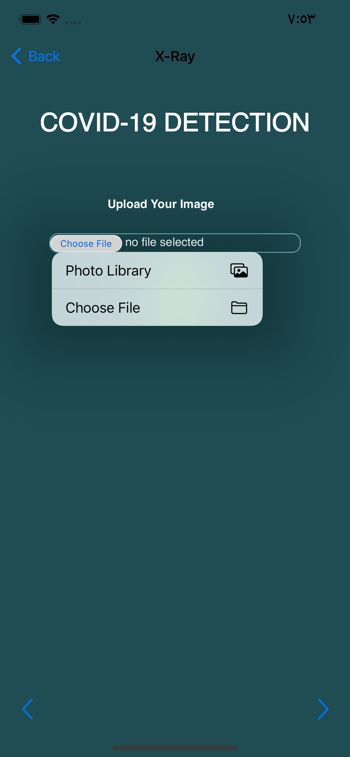 ٧:٥٣
Back
X-Ray
COVID-19 DETECTION
Upload Your Image
Choose File no file selected
Photo Library
Choose File